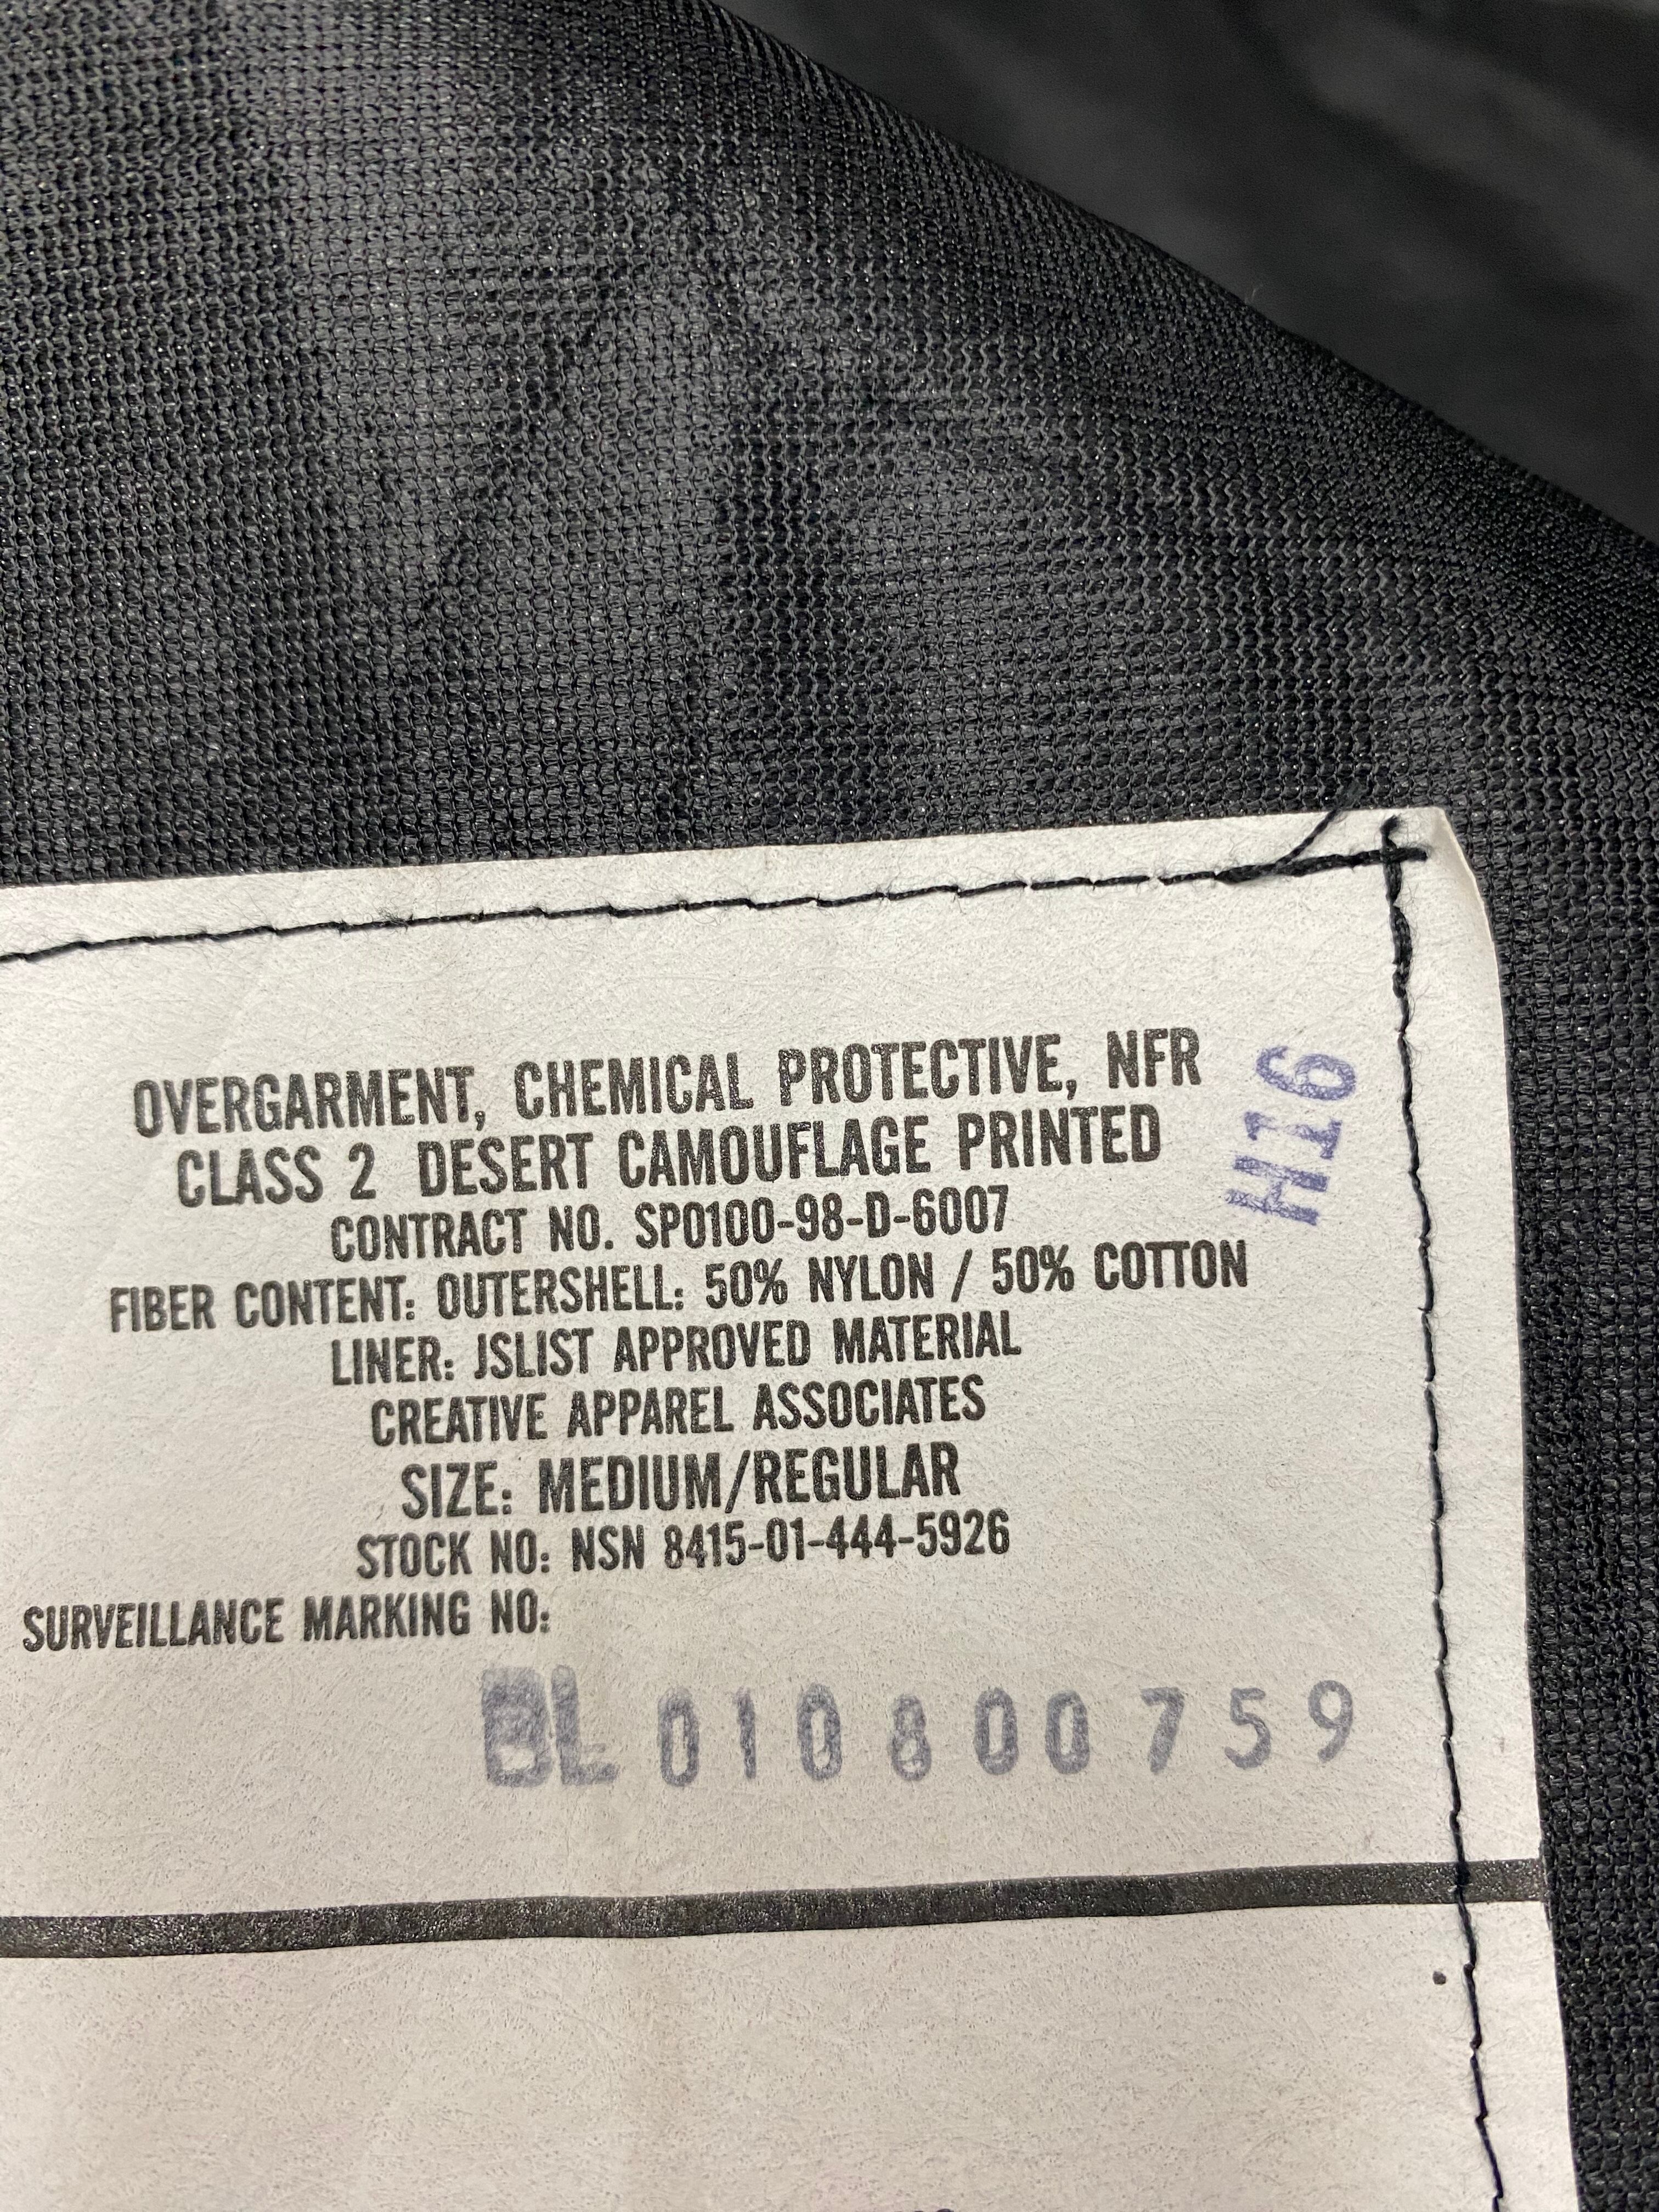 OVERGARMENT, CHEMICAL PROTECTIVE, NFR
CLASS 2 DESERT CAMOUFLAGE PRINTED
CONTRACT NO. SP0100-98-D-6007
FIBER CONTENT: OUTERSHELL: 50% NYLON / 50% COTTON
LINER: JSLIST APPROVED MATERIAL
CREATIVE APPAREL ASSOCIATES
SIZE: MEDIUM/REGULAR
STOCK NO: NSN 8415-01-444-5926
SURVEILLANCE MARKING NO:
BL 010800759
H16